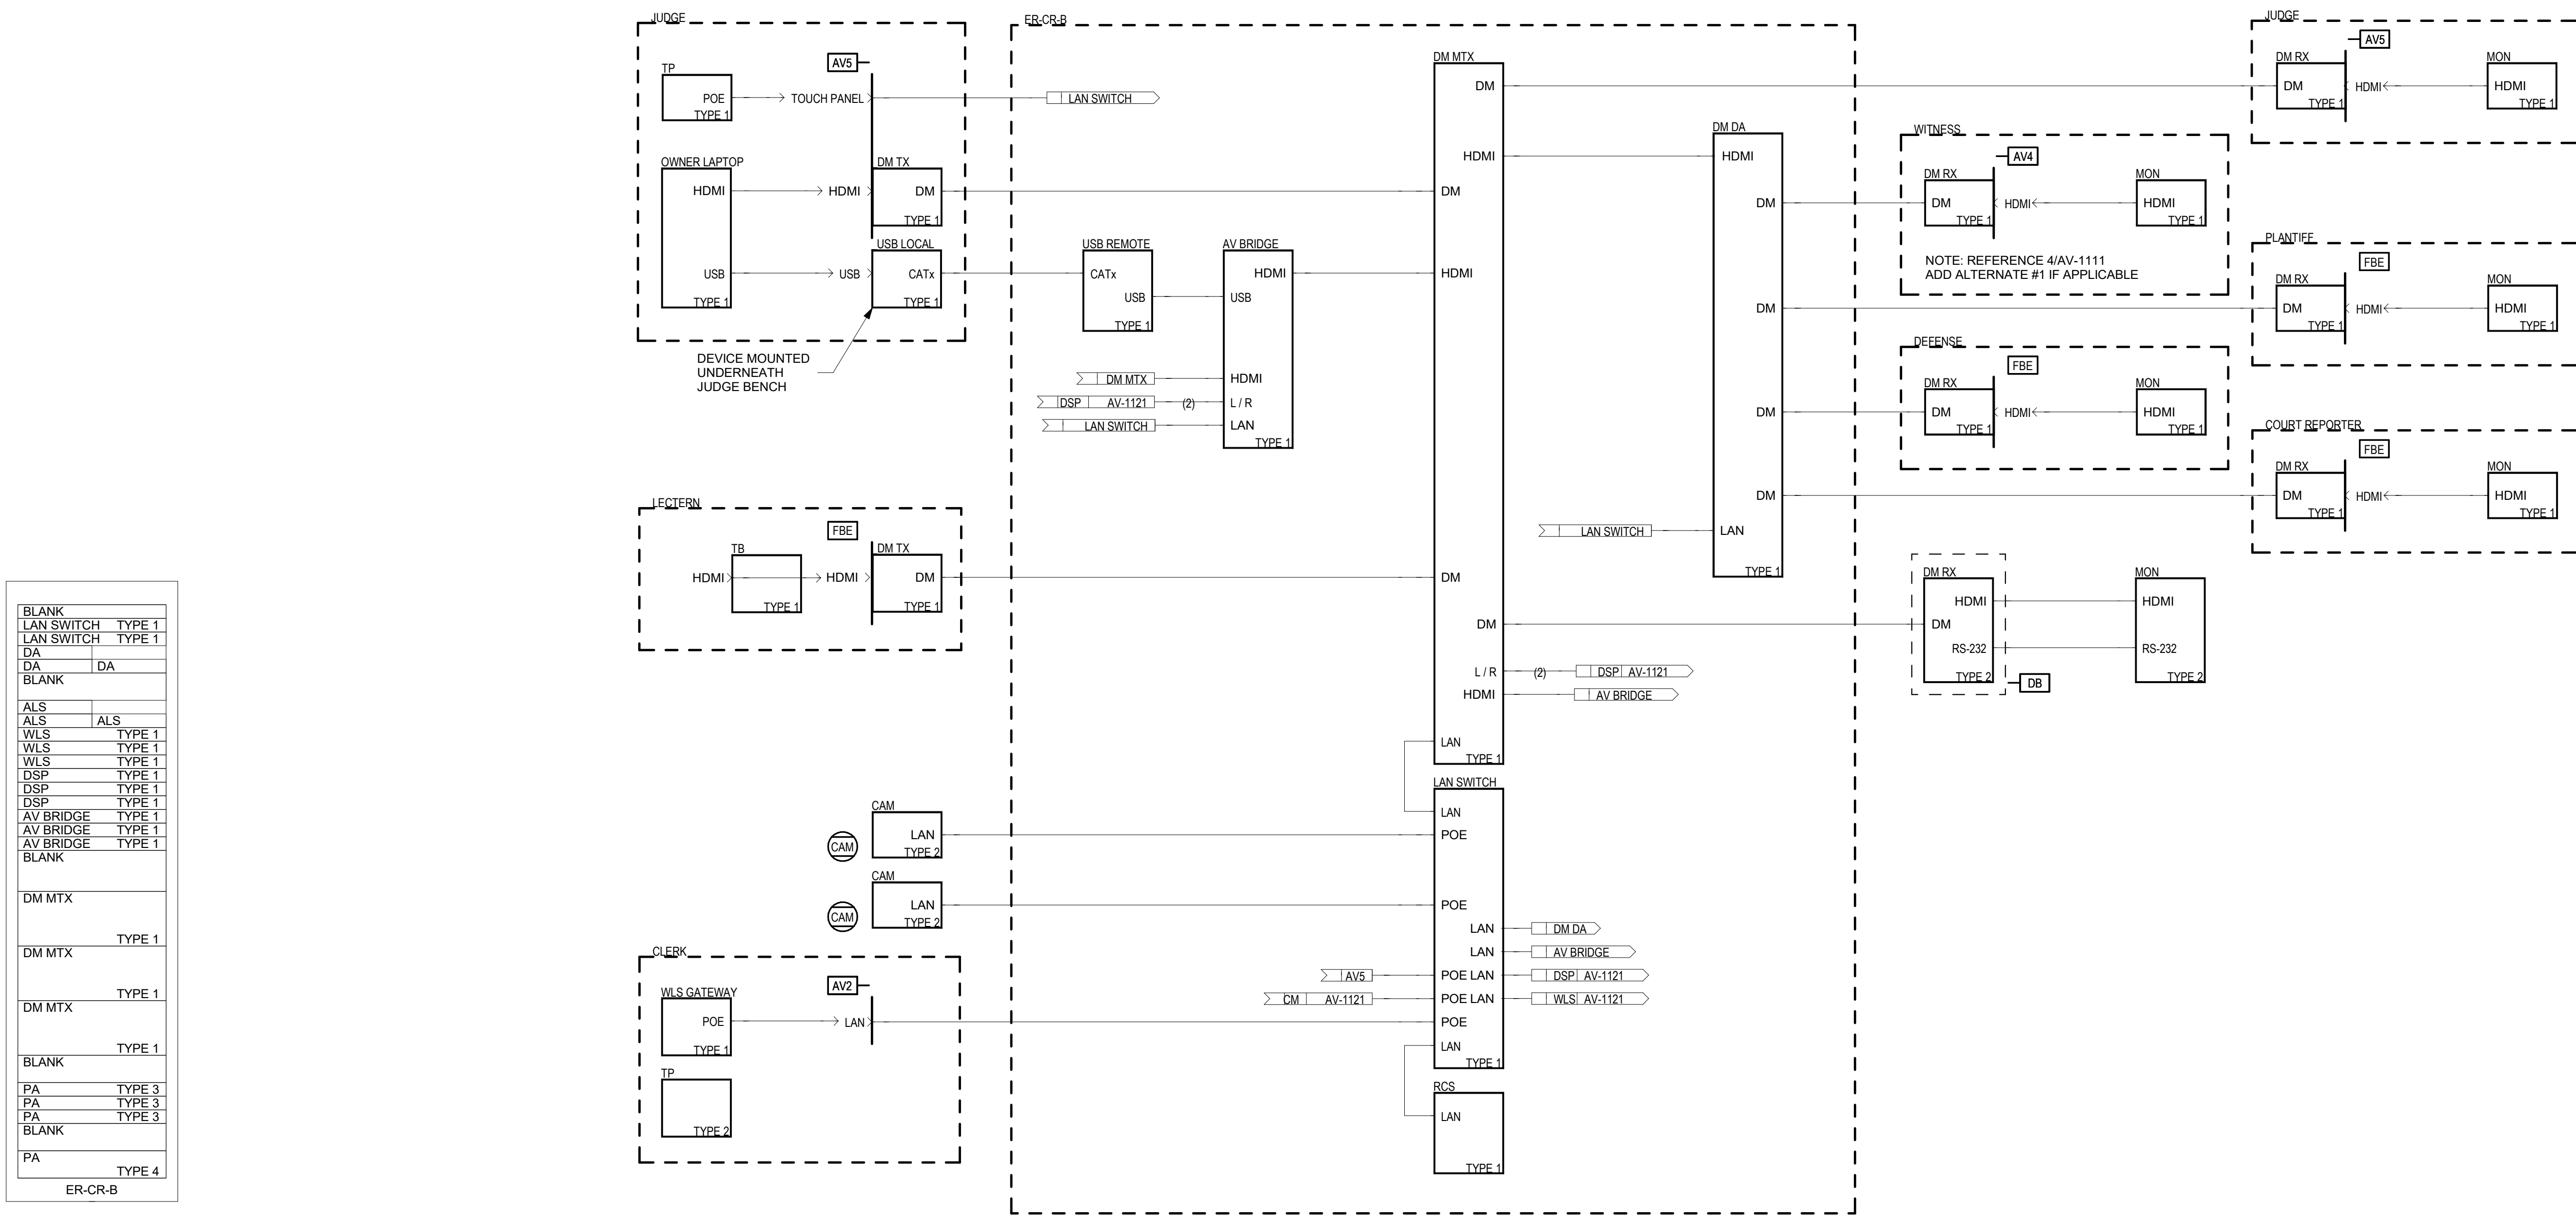 BLANK
LAN SWITCH TYPE 1
LAN SWITCH TYPE 1
DA
DA DA
BLANK
ALS
ALS ALS
WLS TYPE 1
WLS TYPE 1
WLS TYPE 1
DSP TYPE 1
DSP TYPE 1
DSP TYPE 1
AV BRIDGE TYPE 1
AV BRIDGE TYPE 1
AV BRIDGE TYPE 1
BLANK
DM MTX
TYPE 1
DM MTX
TYPE 1
DM MTX
TYPE 1
BLANK
PA TYPE 3
PA TYPE 3
PA TYPE 3
BLANK
PA
TYPE 4
ER-CR-B
JUDGE
AV5
TP
POE
TYPE 1
TOUCH PANEL
LAN SWITCH
OWNER LAPTOP
HDMI
USB
TYPE 1
HDMI
DM TX
DM
TYPE 1
USB
USB LOCAL
CATx
TYPE 1
DEVICE MOUNTED
UNDERNEATH
JUDGE BENCH
LECTERN
FBE
TB
HDMI
TYPE 1
HDMI
DM TX
DM
TYPE 1
CAM
CAM
LAN
TYPE 2
CAM
CAM
LAN
TYPE 2
CLERK
AV2
WLS GATEWAY
POE
TYPE 1
LAN
TP
TYPE 2
ER-CR-B
USB REMOTE
CATx
USB
TYPE 1
AV BRIDGE
HDMI
USB
HDMI
L / R
LAN
TYPE 1
DM MTX
DSP AV-1121 (2)
LAN SWITCH
DM MTX
DM
HDMI
DM
HDMI
DM
DM
L / R
HDMI
LAN
TYPE 1
(2) DSP AV-1121
AV BRIDGE
LAN SWITCH
LAN
POE
POE
LAN
LAN
POE LAN
POE LAN
POE
LAN
TYPE 1
AV5
CM AV-1121
DM DA
AV BRIDGE
DSP AV-1121
WLS AV-1121
RCS
LAN
TYPE 1
DM DA
HDMI
DM
DM
DM
DM
LAN
TYPE 1
LAN SWITCH
WITNESS
AV4
DM RX
DM
TYPE 1
HDMI
MON
HDMI
TYPE 1
NOTE: REFERENCE 4/AV-1111
ADD ALTERNATE #1 IF APPLICABLE
DEFENSE
FBE
DM RX
DM
TYPE 1
HDMI
MON
HDMI
TYPE 1
DM RX
HDMI
DM
RS-232
TYPE 2
DB
MON
HDMI
RS-232
TYPE 2
JUDGE
AV5
DM RX
DM
TYPE 1
HDMI
MON
HDMI
TYPE 1
PLANTIFF
FBE
DM RX
DM
TYPE 1
HDMI
MON
HDMI
TYPE 1
COURT REPORTER
FBE
DM RX
DM
TYPE 1
HDMI
MON
HDMI
TYPE 1